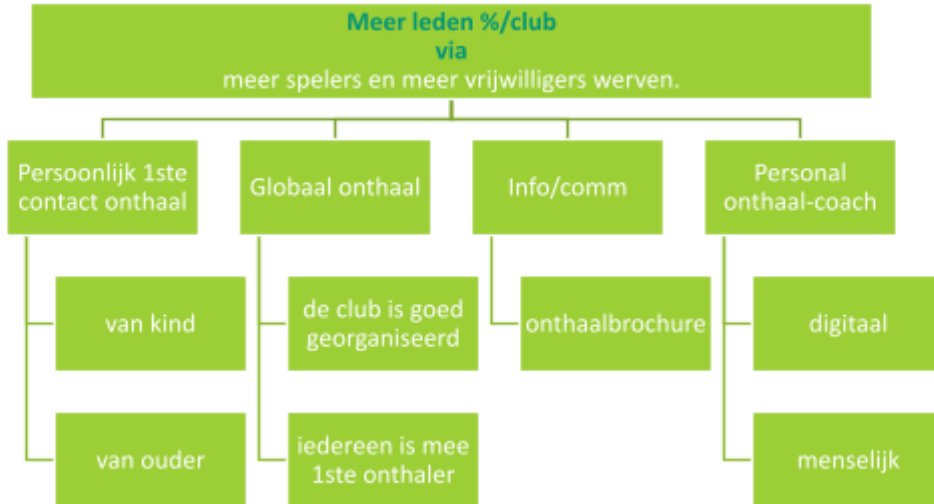 Meer leden %/club
via
meer spelers en meer vrijwilligers werven.
Persoonlijk 1ste
contact onthaal
Globaal onthaal
Info/comm
Personal
onthaal-coach
van kind
de club is goed
georganiseerd
onthaalbrochure
digitaal
van ouder
iedereen is mee
1ste onthaler
menselijk